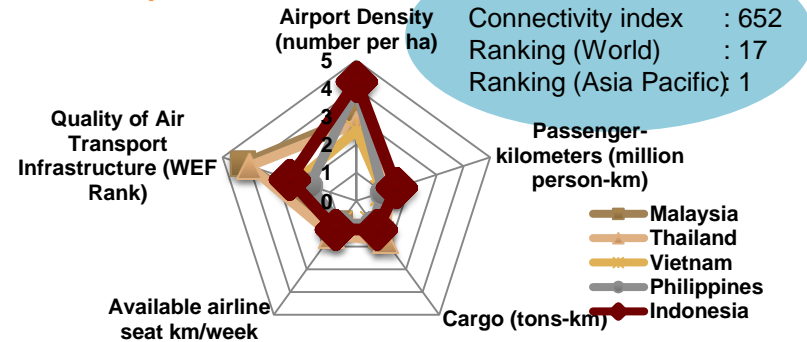 Connectivity index : 652
Ranking (World) : 17
Ranking (Asia Pacific): 1
Airport Density
(number per ha)
5
4
3
2
1
0
Quality of Air
Transport
Infrastructure (WEF
Rank)
Passenger-
kilometers (million
person-km)
Malaysia
Thailand
Vietnam
Philippines
Indonesia
Available airline
seat km/week
Cargo (tons-km)